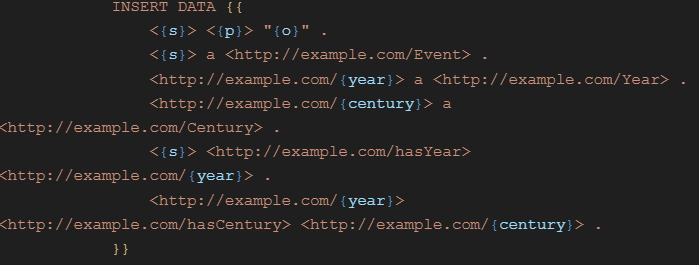 INSERT DATA {{
<{s}> <{p}> "{o}" .
<{s}> a <http://example.com/Event> .
<http://example.com/{year}> a <http://example.com/Year> .
<http://example.com/{century}> a
<http://example.com/Century> .
<{s}> <http://example.com/hasYear>
<http://example.com/{year}> .
<http://example.com/{year}>
<http://example.com/hasCentury> <http://example.com/{century}> .
}}